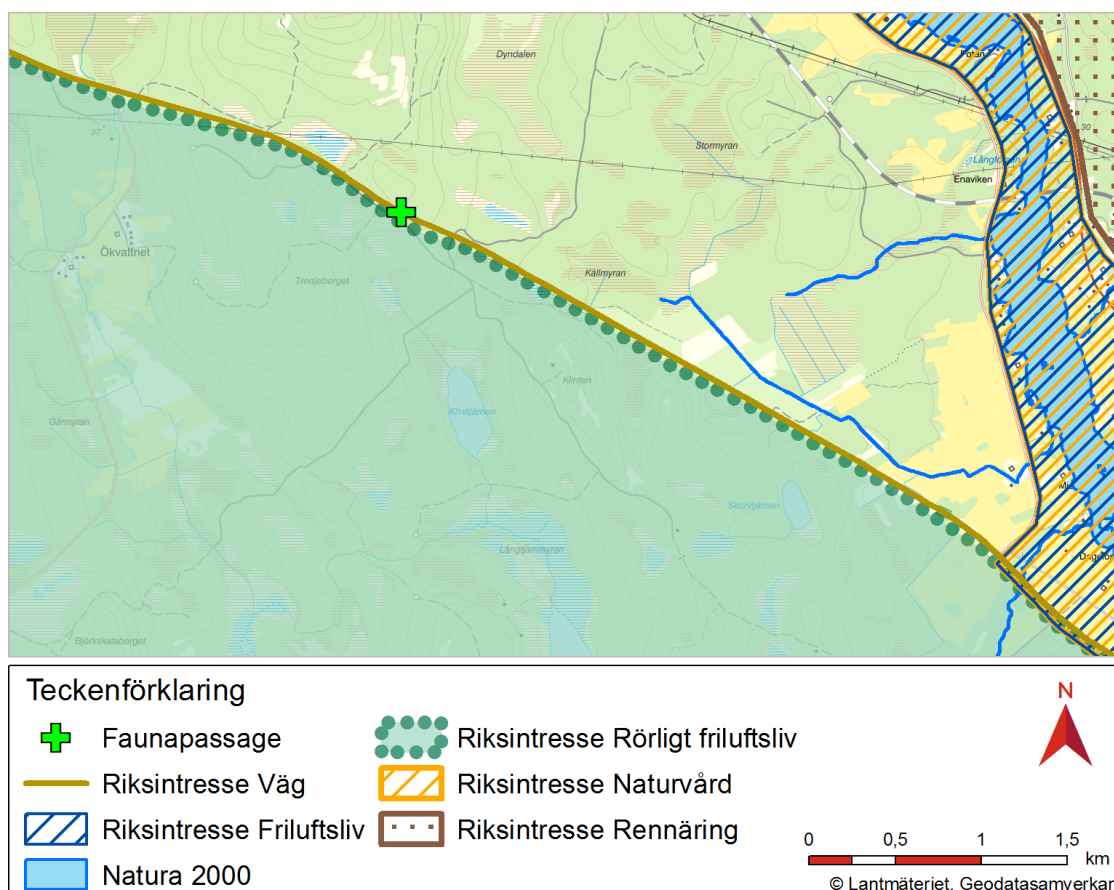 Dyndalen
37
Stormyran
30
Enaviken
Ökvattnet
Tredjeberget
Källmyran
Klinten
Gårmyran
Klinttjärnen
Skorvtjärnen
Långtjärnmyran
Björkskataberget
Teckenförklaring
N
Faunapassage
Riksintresse Rörligt friluftsliv
Riksintresse Väg
Riksintresse Naturvård
Riksintresse Friluftsliv
Riksintresse Rennäring
Natura 2000
0 0,5 1 1,5
km
© Lantmäteriet, Geodatasamverkan